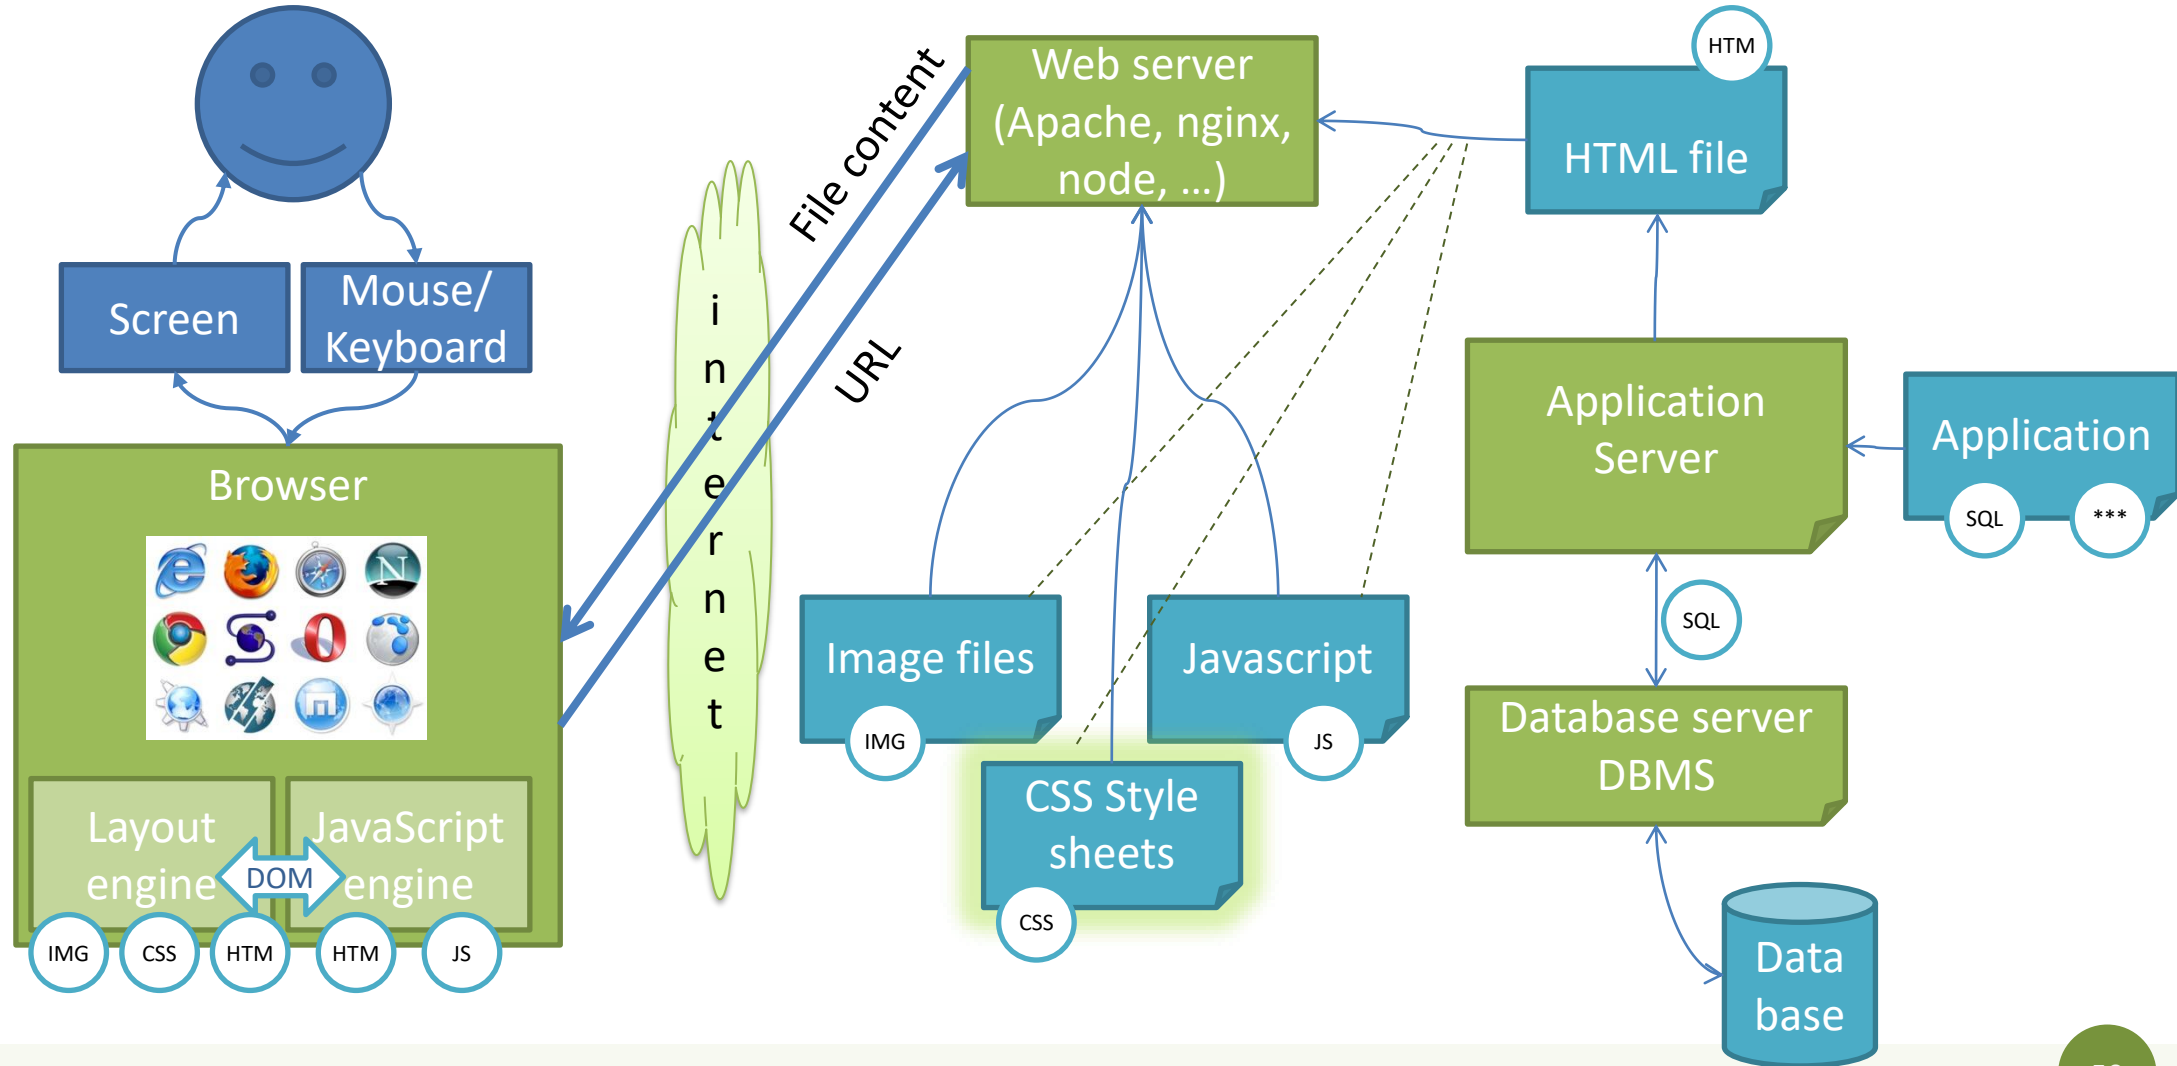 Screen
Mouse/
Keyboard
Browser
N
Layout
engine
DOM
JavaScript
engine
IMG
CSS
HTM
HTM
JS
internet
File content
URL
Web server
(Apache, nginx,
node, ...)
HTM
HTML file
Application
Server
Application
SQL
***
SQL
Image files
IMG
Javascript
JS
CSS Style
sheets
CSS
Database server
DBMS
Data
base